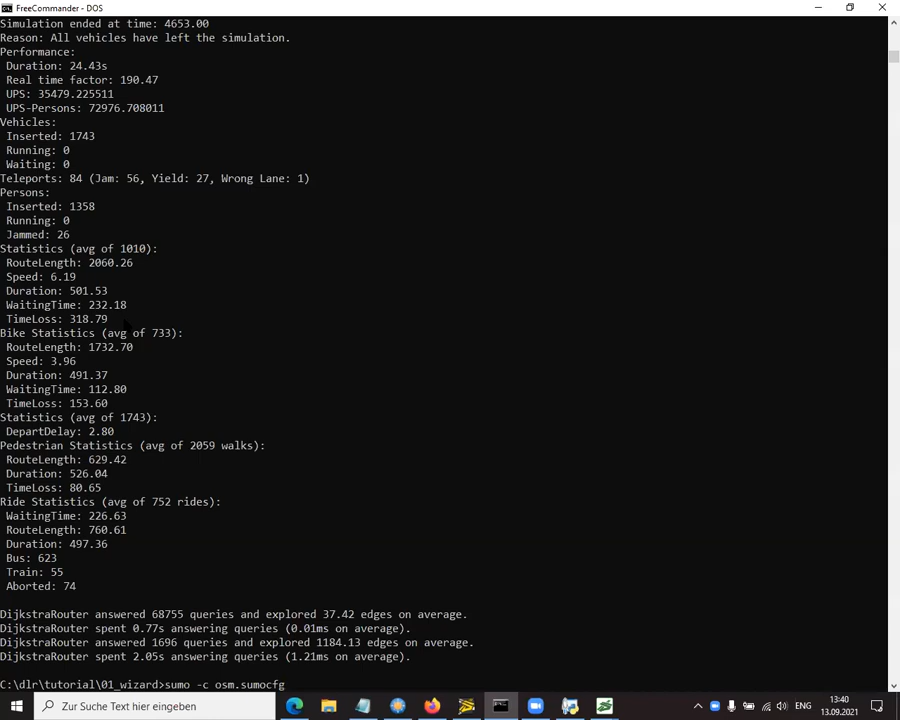 FreeCommander - DOS
Simulation ended at time: 4653.00
Reason: All vehicles have left the simulation.
Performance:
Duration: 24.43s
Real time factor: 190.47
UPS: 35479.225511
UPS-Persons: 72976.708011
Vehicles:
Inserted: 1743
Running: 0
Waiting: 0
Teleports: 84 (Jam: 56, Yield: 27, Wrong Lane: 1)
Persons:
Inserted: 1358
Running: 0
Jammed: 26
Statistics (avg of 1010):
RouteLength: 2060.26
Speed: 6.19
Duration: 501.53
WaitingTime: 232.18
TimeLoss: 318.79
Bike Statistics (avg of 733):
RouteLength: 1732.70
Speed: 3.96
Duration: 491.37
WaitingTime: 112.80
TimeLoss: 153.60
Statistics (avg of 1743):
DepartDelay: 2.80
Pedestrian Statistics (avg of 2059 walks):
RouteLength: 629.42
Duration: 526.04
TimeLoss: 80.65
Ride Statistics (avg of 752 rides):
WaitingTime: 226.63
RouteLength: 760.61
Duration: 497.36
Bus: 623
Train: 55
Aborted: 74
DijkstraRouter answered 68755 queries and explored 37.42 edges on average.
DijkstraRouter spent 0.77s answering queries (0.01ms on average).
DijkstraRouter answered 1696 queries and explored 1184.13 edges on average.
DijkstraRouter spent 2.05s answering queries (1.21ms on average).
C:\dlr\tutorial\01_wizard>sumo -c osm.sumocfg
Zur Suche Text hier eingeben
ENG
13:40
13.09.2021